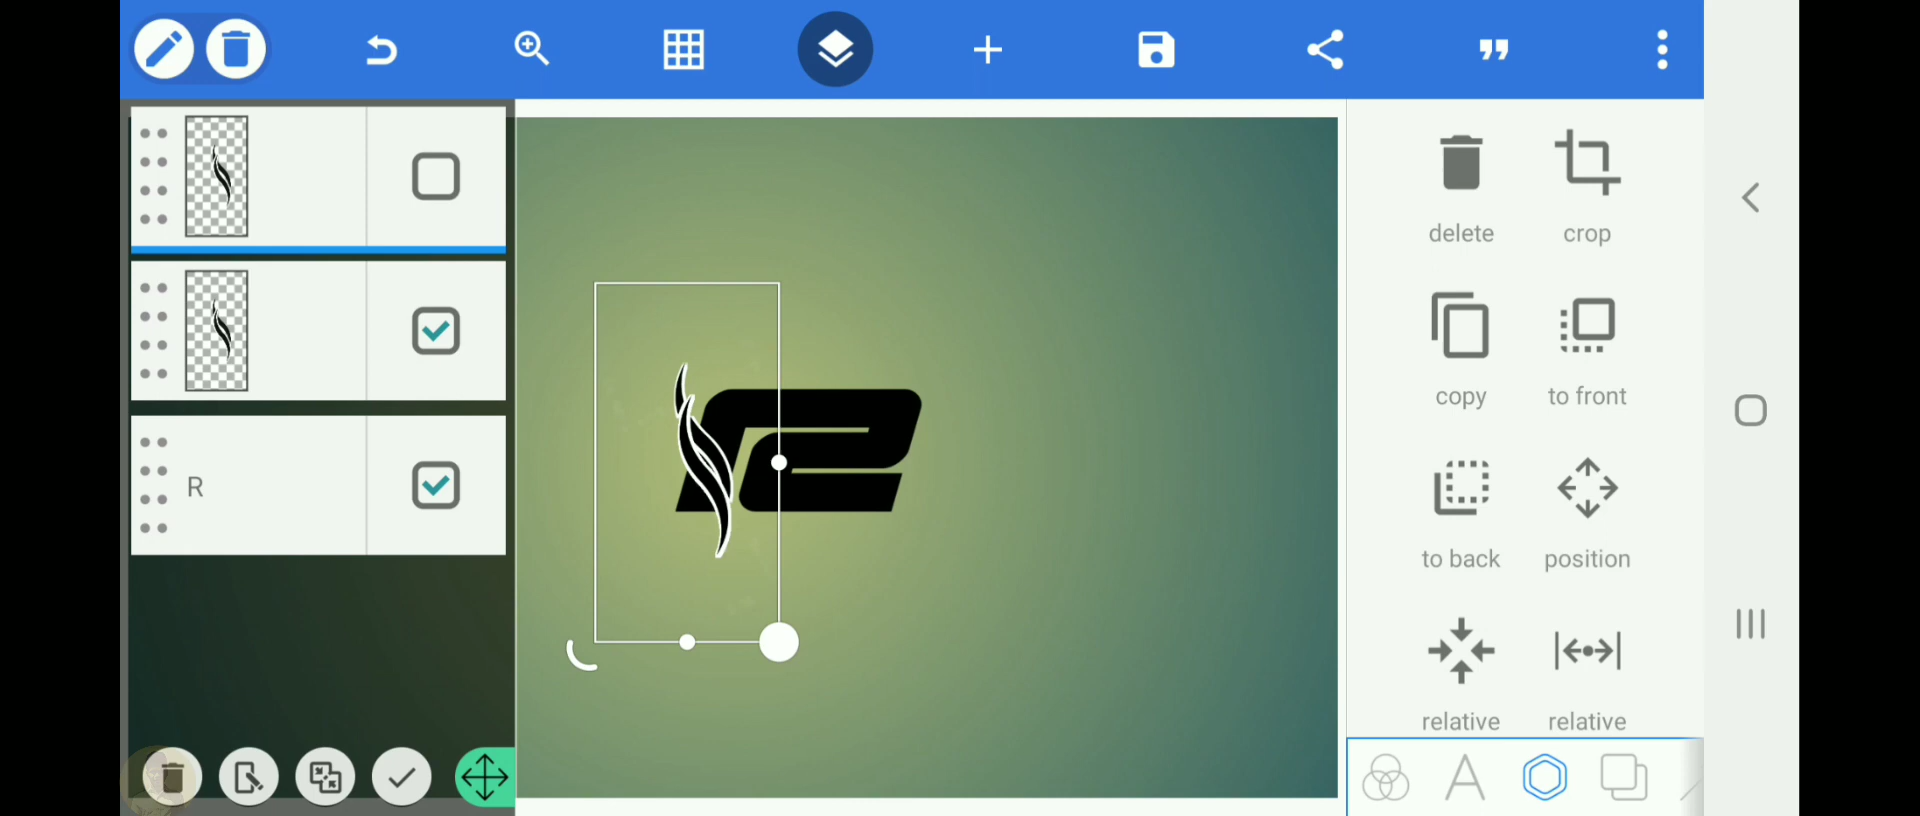 delete
crop
copy
to front
R
to back
position
relative
relative